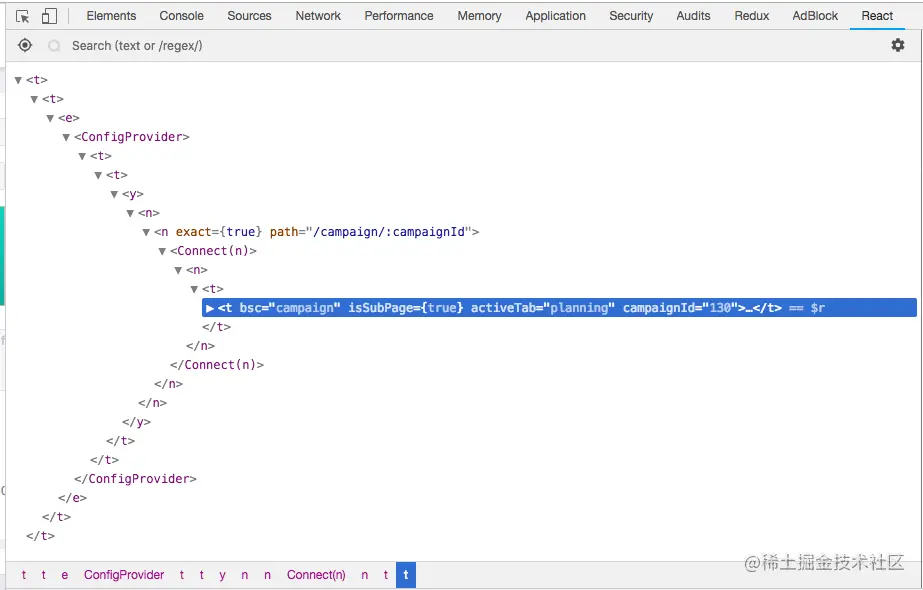 Elements Console Sources Network Performance Memory Application Security Audits Redux AdBlock React
Search (text or /regex/)
▼<t>
▼<t>
▼<e>
▼<ConfigProvider>
▼<t>
▼<t>
▼<y>
▼<n>
▼<n exact={true} path="/campaign/:campaignId">
▼<Connect(n)>
▼<n>
▼<t>
▶<t bsc="campaign" isSubPage={true} activeTab="planning" campaignId="130">…</t> == $r
</t>
</n>
</Connect(n)>
</n>
</n>
</y>
</t>
</t>
</ConfigProvider>
</e>
</t>
</t>
t t e ConfigProvider t t y n n Connect(n) n t t
@稀土掘金技术社区